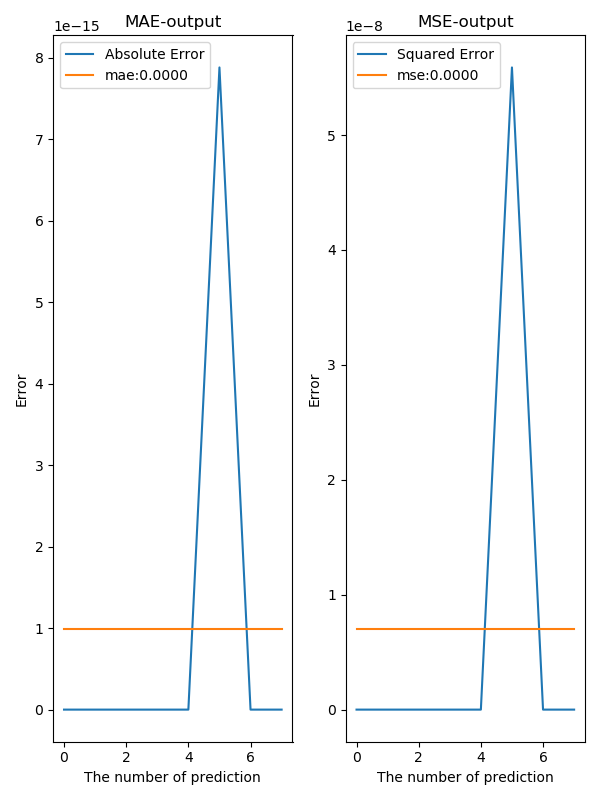 MAE-output
1e−15
Absolute Error
mae:0.0000
8
7
6
5
4
3
2
1
0
Error
0 2 4 6
The number of prediction
MSE-output
1e−8
Squared Error
mse:0.0000
5
4
3
2
1
0
Error
0 2 4 6
The number of prediction